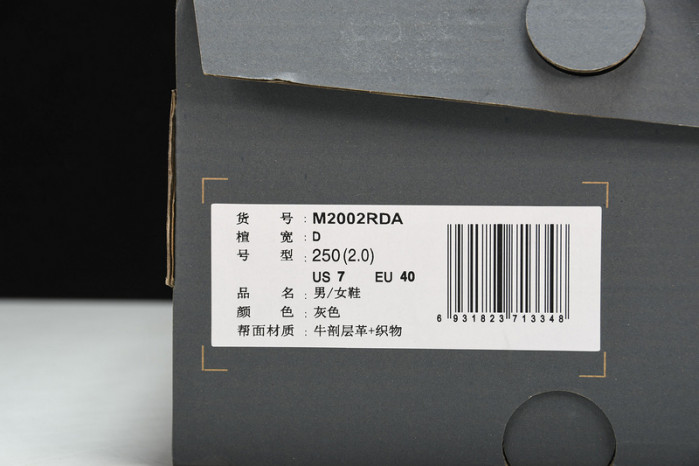 货 号 : M2002RDA
楦 宽 : D
号 型 : 250(2.0)
US 7 EU 40
品 名 : 男/女鞋
颜 色 : 灰色
帮面材质 : 牛剖层革+织物
6 931823 713348